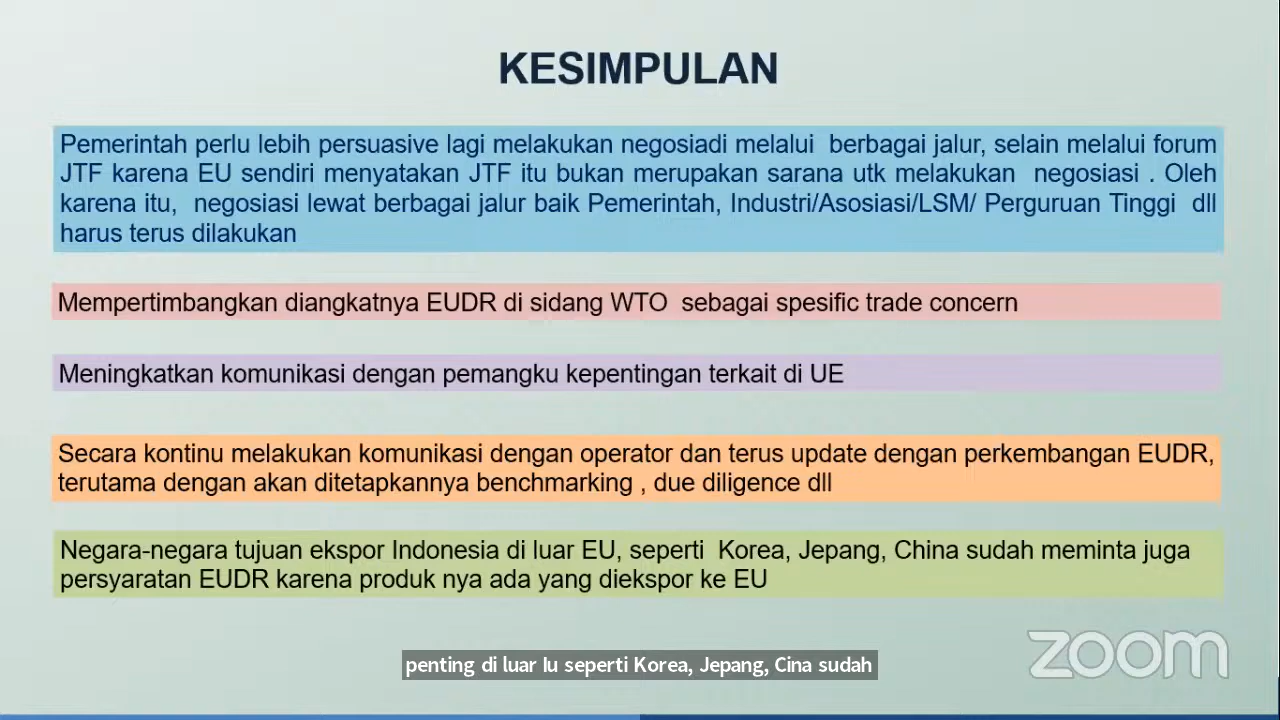 KESIMPULAN
Pemerintah perlu lebih persuasive lagi melakukan negosiadi melalui berbagai jalur, selain melalui forum
JTF karena EU sendiri menyatakan JTF itu bukan merupakan sarana utk melakukan negosiasi . Oleh
karena itu, negosiasi lewat berbagai jalur baik Pemerintah, Industri/Asosiasi/LSM/ Perguruan Tinggi dll
harus terus dilakukan
Mempertimbangkan diangkatnya EUDR di sidang WTO sebagai spesific trade concern
Meningkatkan komunikasi dengan pemangku kepentingan terkait di UE
Secara kontinu melakukan komunikasi dengan operator dan terus update dengan perkembangan EUDR,
terutama dengan akan ditetapkannya benchmarking , due diligence dll
Negara-negara tujuan ekspor Indonesia di luar EU, seperti Korea, Jepang, China sudah meminta juga
persyaratan EUDR karena produk nya ada yang diekspor ke EU
zoom
penting di luar Iu seperti Korea, Jepang, Cina sudah